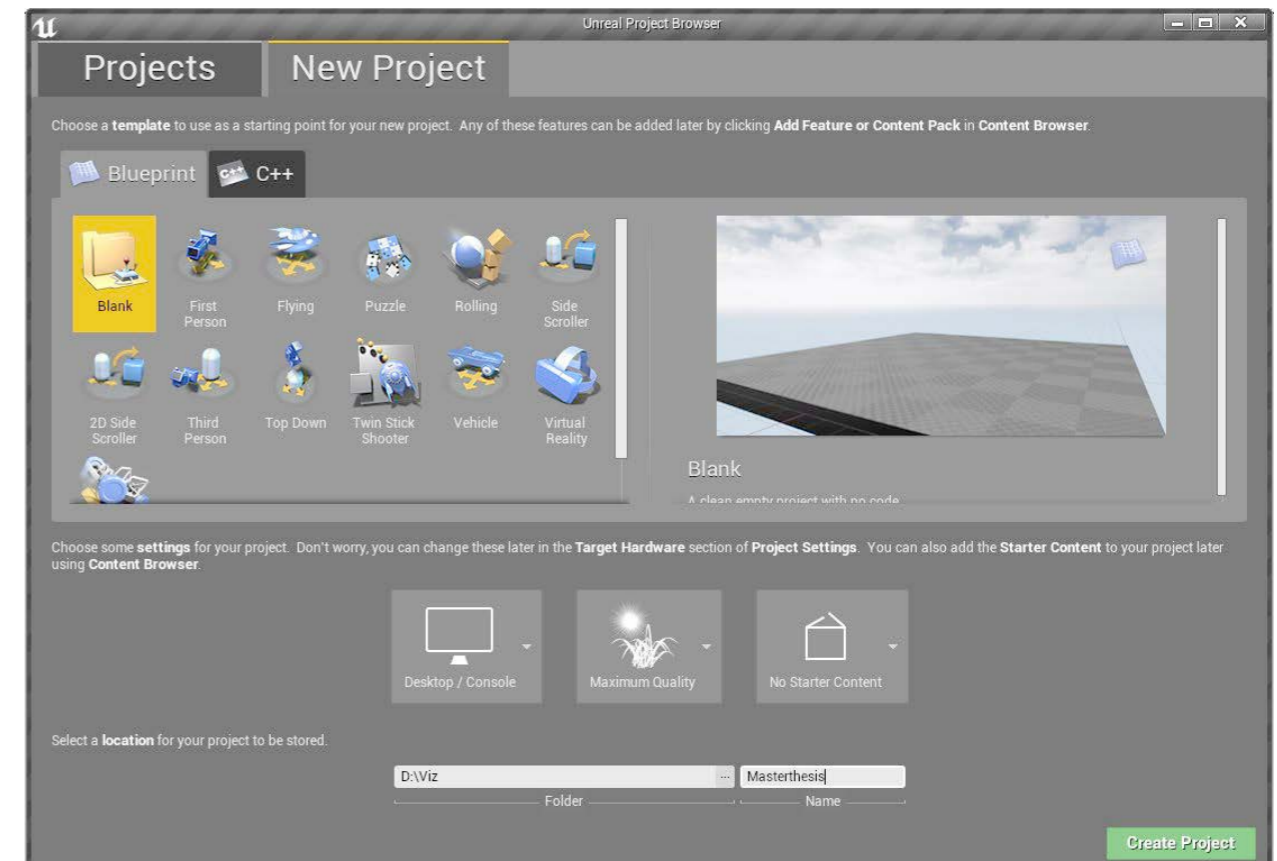 Unreal Project Browser
Projects
New Project
Choose a template to use as a starting point for your new project. Any of these features can be added later by clicking Add Feature or Content Pack in Content Browser.
Blueprint
C++
C++
Blank
First
Person
Flying
Puzzle
Rolling
Side
Scroller
2D Side
Scroller
Third
Person
Top Down
Twin Stick
Shooter
Vehicle
Virtual
Reality
Blank
A clean empty project with no code
Choose some settings for your project. Don't worry, you can change these later in the Target Hardware section of Project Settings. You can also add the Starter Content to your project later
using Content Browser.
Desktop / Console
Maximum Quality
No Starter Content
Select a location for your project to be stored.
D:\Viz
...
Masterthesis
Folder
Name
Create Project